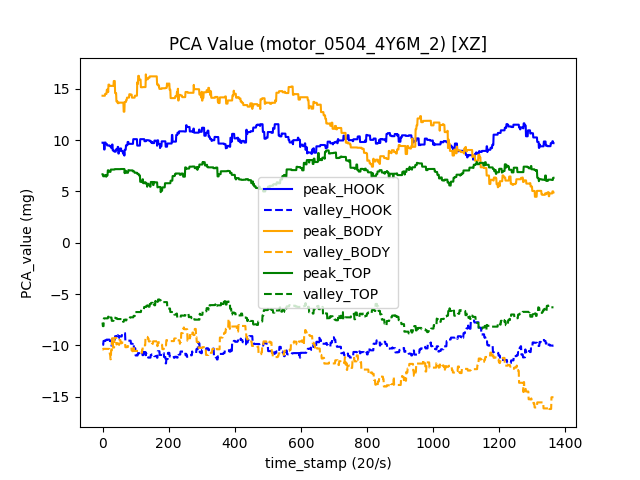 PCA Value (motor_0504_4Y6M_2) [XZ]
PCA_value (mg)
15
10
5
0
−5
−10
−15
peak_HOOK
valley_HOOK
peak_BODY
valley_BODY
peak_TOP
valley_TOP
0 200 400 600 800 1000 1200 1400
time_stamp (20/s)